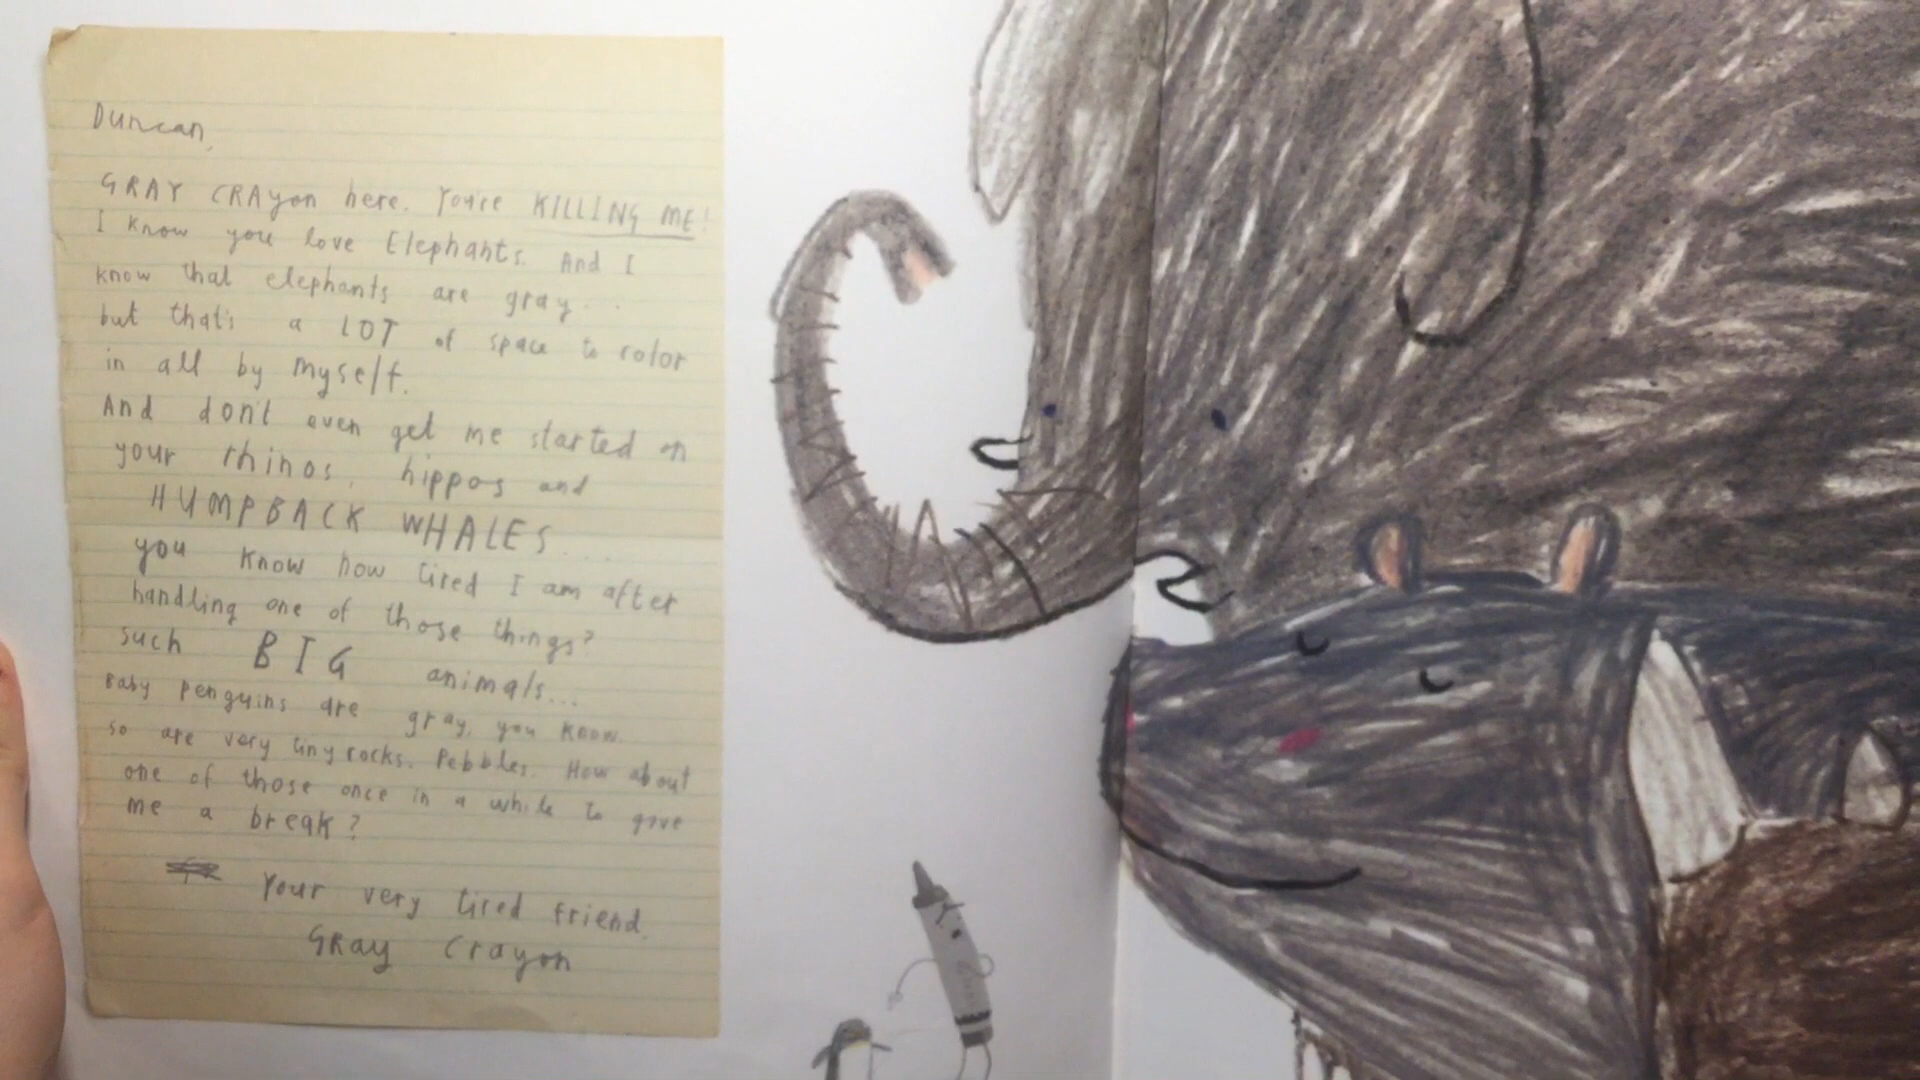 Duncan,
GRAY CRAyon here. You're KILLING ME!
I know you love Elephants. And I
know that elephants are gray...
but that's a LOT of space to color
in all by myself.
And don't even get me started on
your rhinos, hippos and
HUMPBACK WHALES...
you know how tired I am after
handling one of those things?
such BIG animals...
Baby penguins are gray, you know.
so are very tiny rocks. Pebbles. How about
one of those once in a while to give
me a break?
Your very tired friend,
GRay Crayon